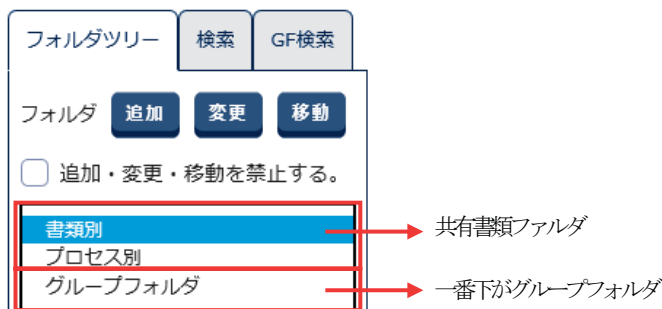 フォルダツリー 検索 GF検索
フォルダ 追加 変更 移動
追加・変更・移動を禁止する。
書類別
共有書類ファルダ
プロセス別
グループフォルダ
一番下がグループフォルダ